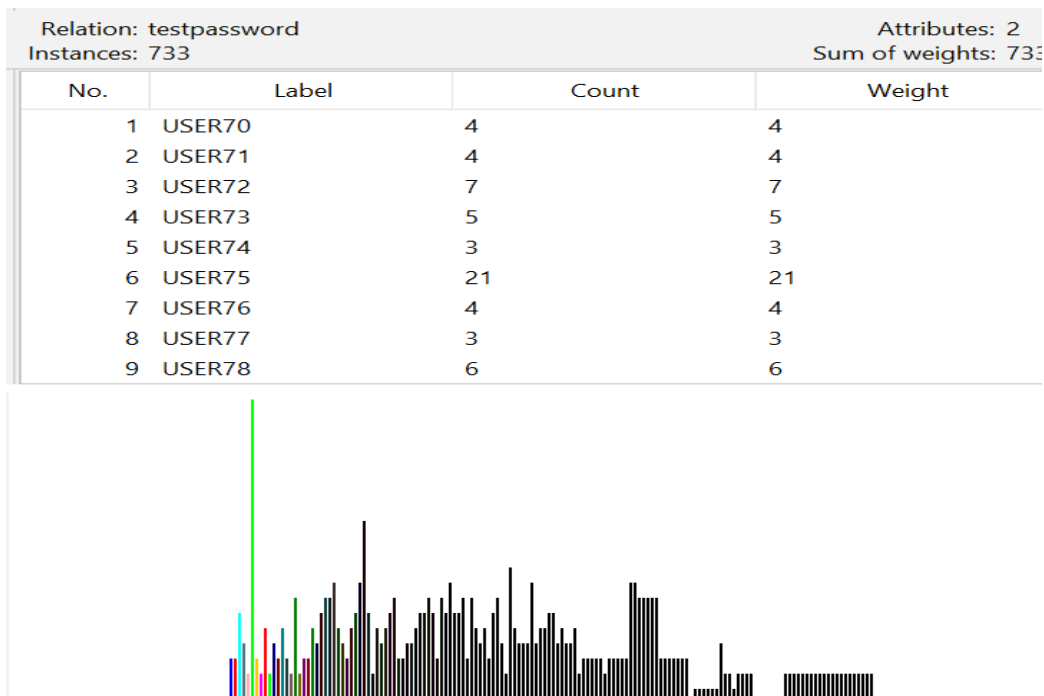 Relation: testpassword Attributes: 2
Instances: 733 Sum of weights: 733
No. Label Count Weight
1 USER70 4 4
2 USER71 4 4
3 USER72 7 7
4 USER73 5 5
5 USER74 3 3
6 USER75 21 21
7 USER76 4 4
8 USER77 3 3
9 USER78 6 6